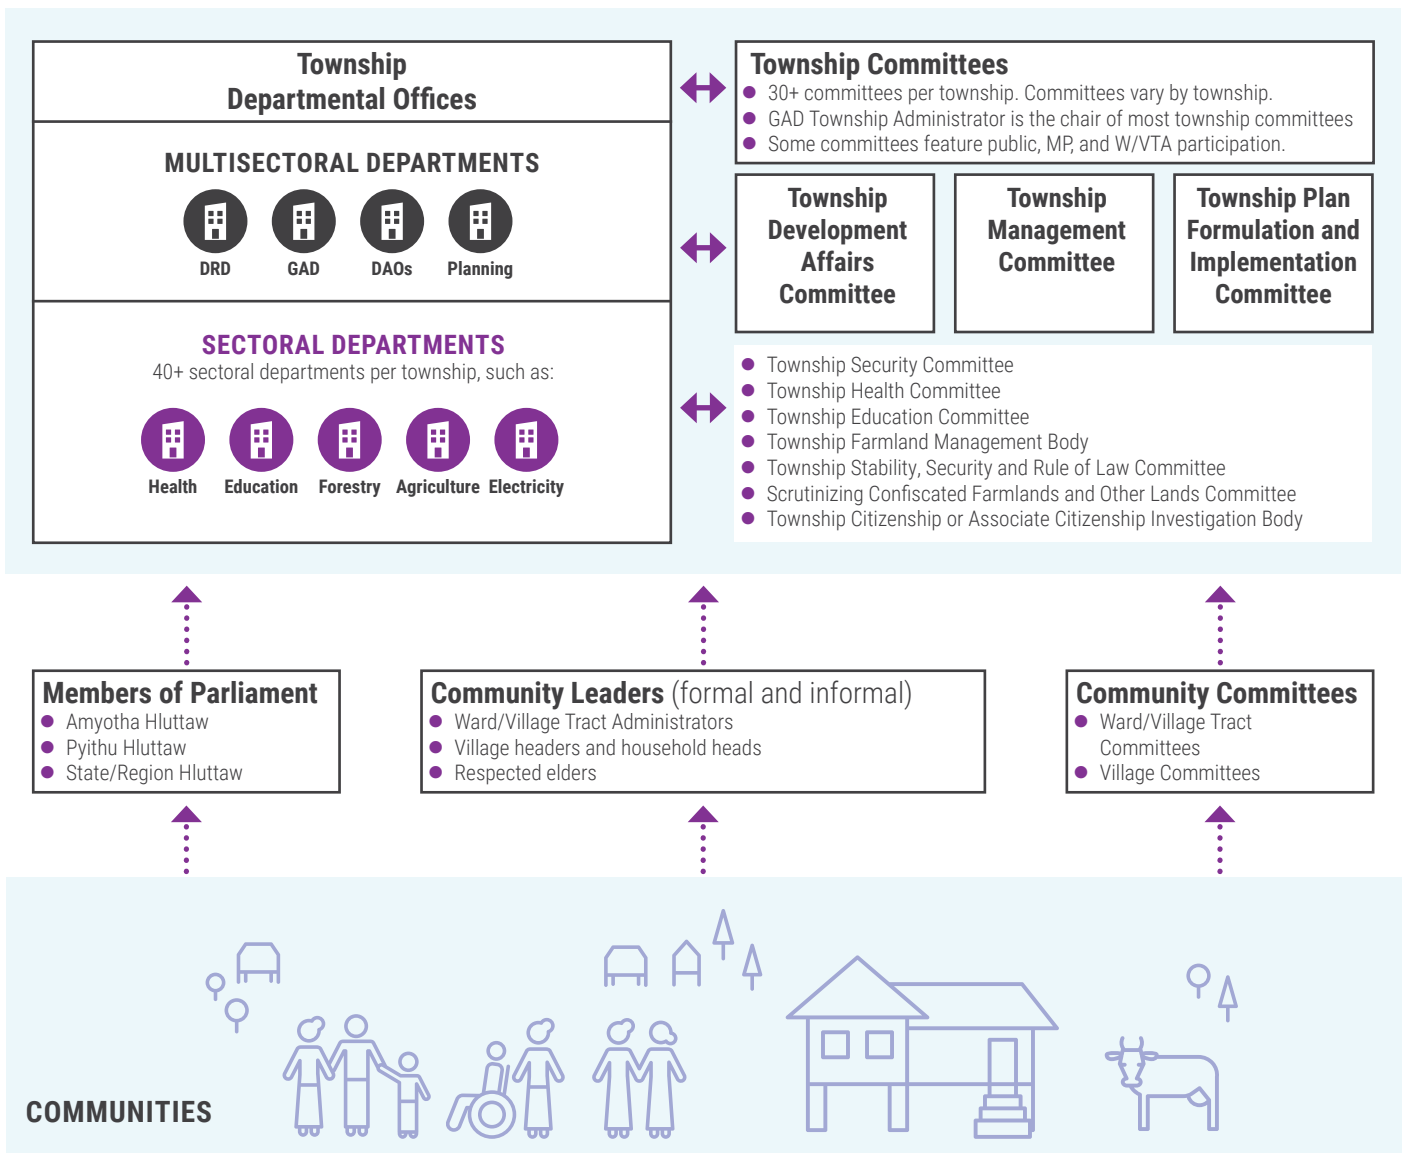 Township
Departmental Offices
MULTISECTORAL DEPARTMENTS
DRD
GAD
DAOs
Planning
SECTORAL DEPARTMENTS
40+ sectoral departments per township, such as:
Health
Education
Forestry
Agriculture
Electricity
Township Committees
30+ committees per township. Committees vary by township.
GAD Township Administrator is the chair of most township committees
Some committees feature public, MP, and W/VTA participation.
Township
Development
Affairs
Committee
Township
Management
Committee
Township Plan
Formulation and
Implementation
Committee
Township Security Committee
Township Health Committee
Township Education Committee
Township Farmland Management Body
Township Stability, Security and Rule of Law Committee
Scrutinizing Confiscated Farmlands and Other Lands Committee
Township Citizenship or Associate Citizenship Investigation Body
Members of Parliament
Amyotha Hluttaw
Pyithu Hluttaw
State/Region Hluttaw
Community Leaders (formal and informal)
Ward/Village Tract Administrators
Village headers and household heads
Respected elders
Community Committees
Ward/Village Tract
Committees
Village Committees
COMMUNITIES